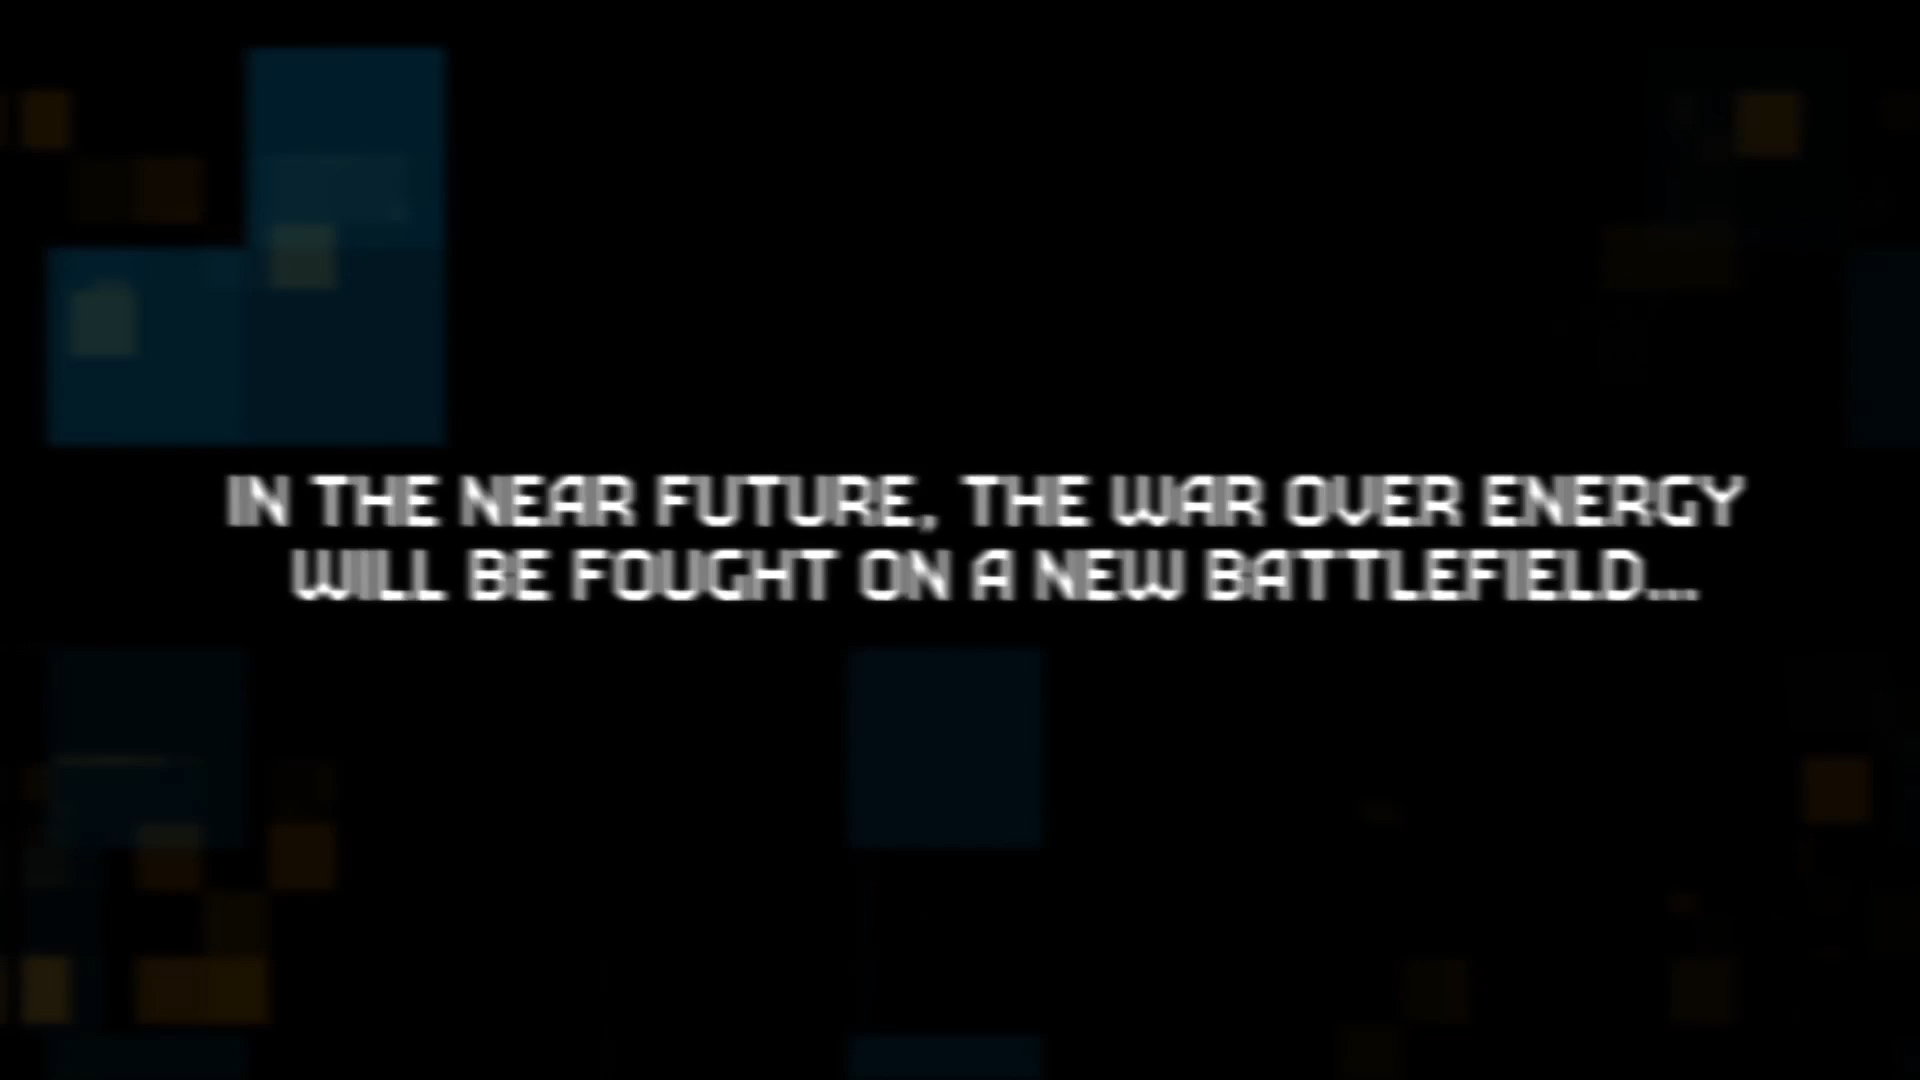 IN THE NEAR FUTURE, THE WAR OVER ENERGY
WILL BE FOUGHT ON A NEW BATTLEFIELD...